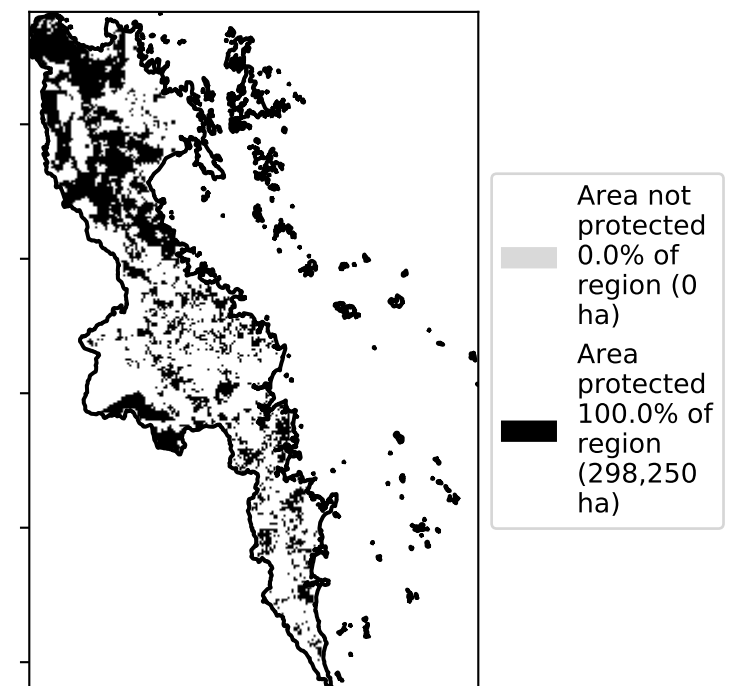 Area not
protected
0.0% of
region (0
ha)
Area
protected
100.0% of
region
(298,250
ha)